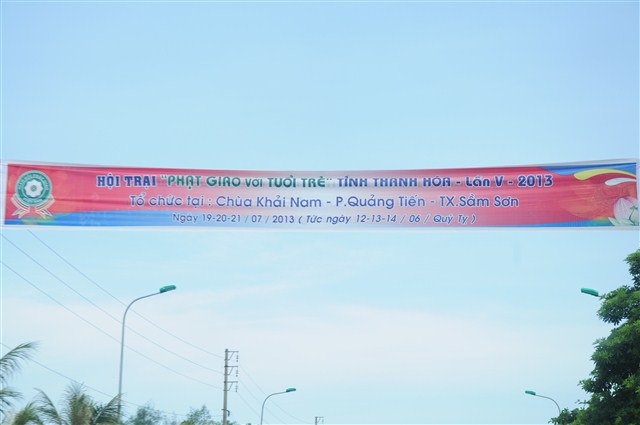 HỘI TRẠI "PHẬT GIÁO VỚI TUỔI TRẺ" TỈNH THANH HÓA - LẦN V - 2013
Tổ chức tại : Chùa Khải Nam - P.Quảng Tiến - TX.Sầm Sơn
Ngày 19-20-21 / 07 / 2013 ( Tức ngày 12-13-14 / 06 / Quý Tỵ )